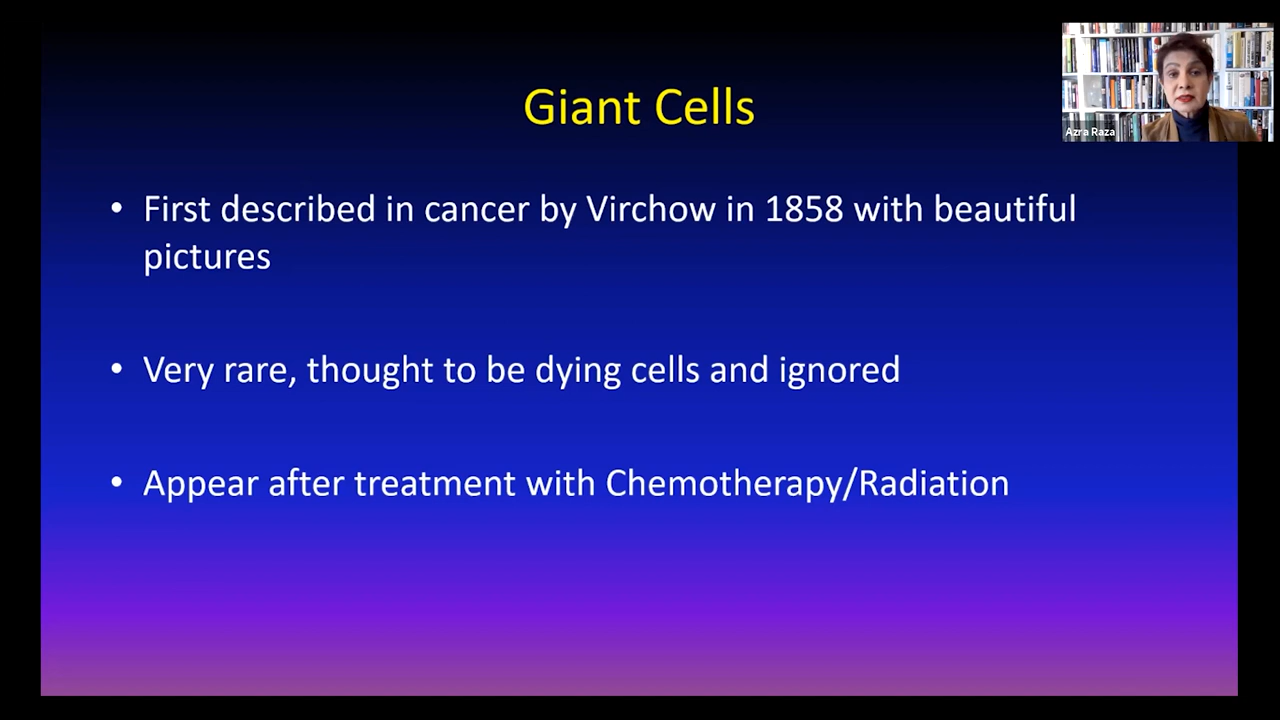 Giant Cells
Azra Raza
• First described in cancer by Virchow in 1858 with beautiful
pictures
• Very rare, thought to be dying cells and ignored
• Appear after treatment with Chemotherapy/Radiation